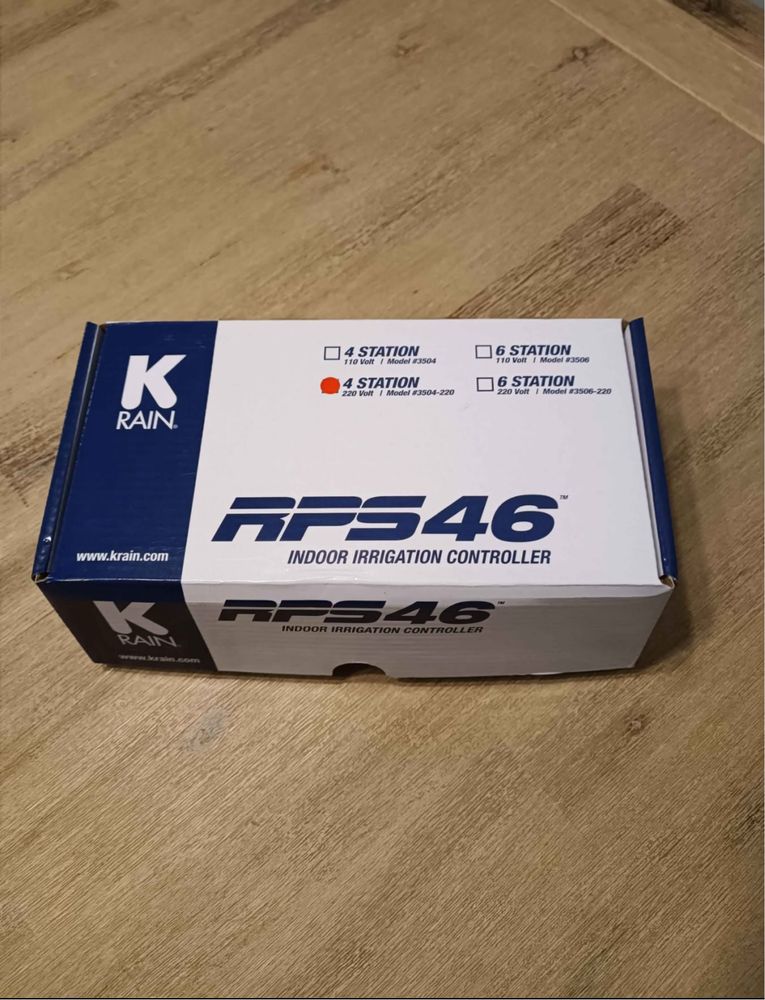 K
RAIN®
www.krain.com
4 STATION
110 Volt | Model #3504
6 STATION
110 Volt | Model #3506
4 STATION
220 Volt | Model #3504-220
6 STATION
220 Volt | Model #3506-220
RPS46™
INDOOR IRRIGATION CONTROLLER
K
RAIN
www.krain.com
RPS46™
INDOOR IRRIGATION CONTROLLER